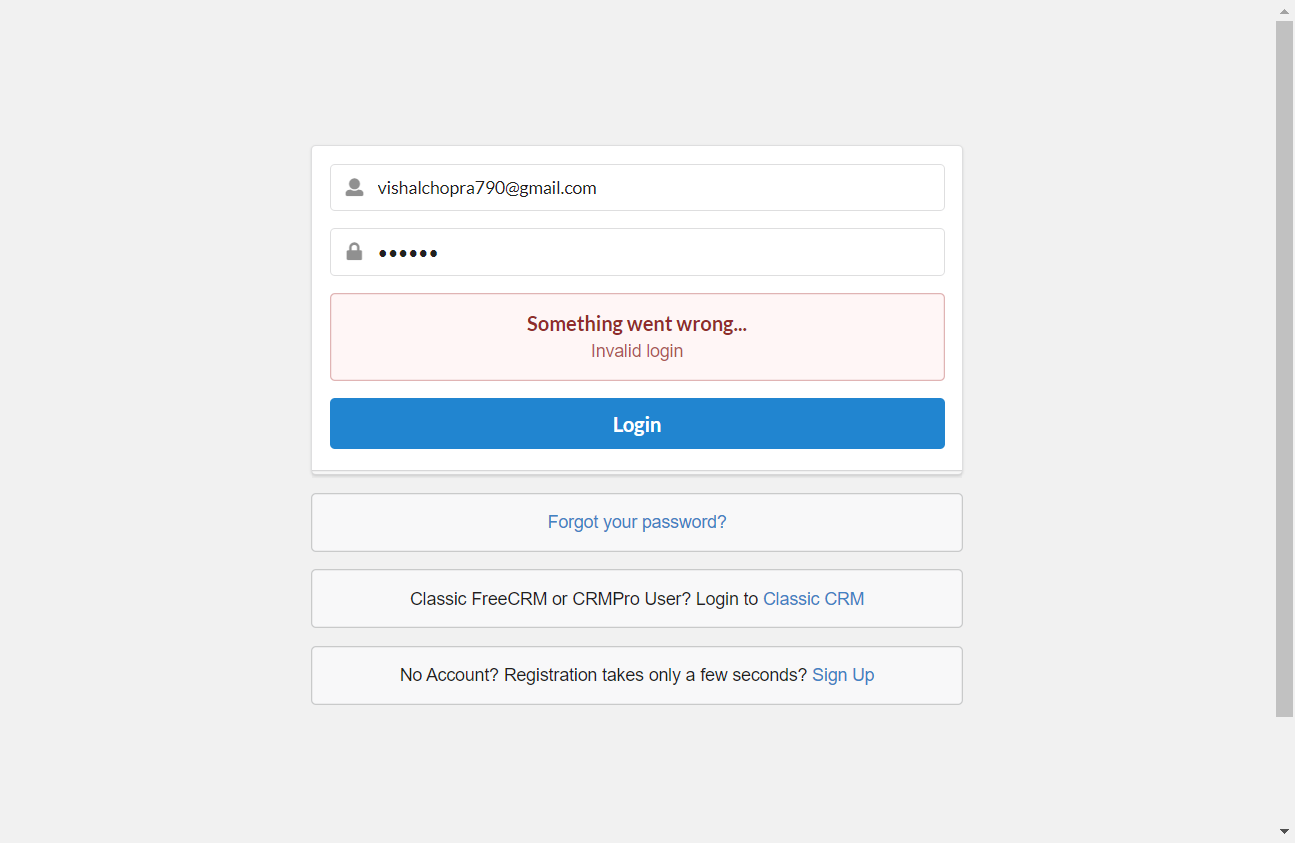 vishalchopra790@gmail.com
••••••
Something went wrong...
Invalid login
Login
Forgot your password?
Classic FreeCRM or CRMPro User? Login to Classic CRM
No Account? Registration takes only a few seconds? Sign Up